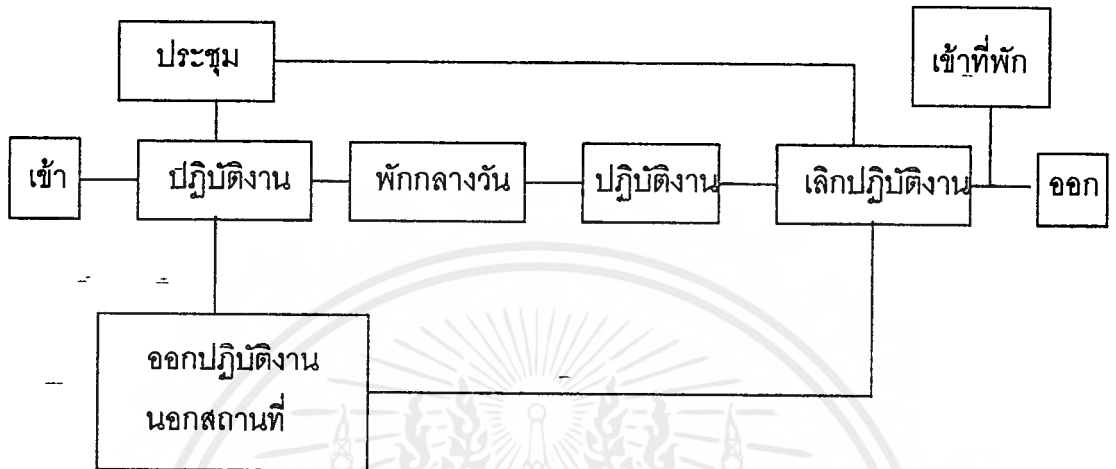 ประชุม
เข้าที่พัก
เข้า
ปฏิบัติงาน
พักกลางวัน
ปฏิบัติงาน
เลิกปฏิบัติงาน
ออก
ออกปฏิบัติงาน
นอกสถานที่